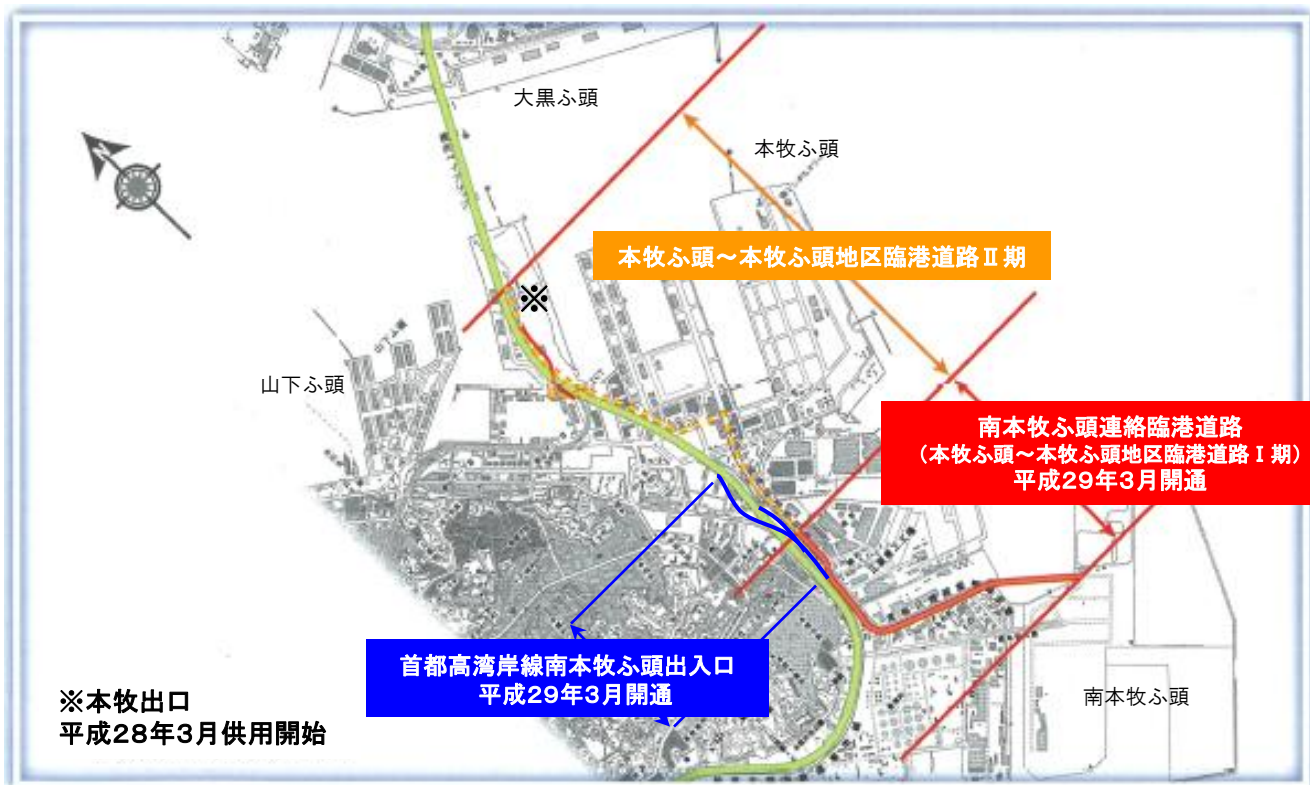 大黒ふ頭
本牧ふ頭
本牧ふ頭～本牧ふ頭地区臨港道路Ⅱ期
※
山下ふ頭
南本牧ふ頭連絡臨港道路
（本牧ふ頭～本牧ふ頭地区臨港道路Ⅰ期）
平成29年3月開通
首都高湾岸線南本牧ふ頭出入口
平成29年3月開通
南本牧ふ頭
※本牧出口
平成28年3月供用開始